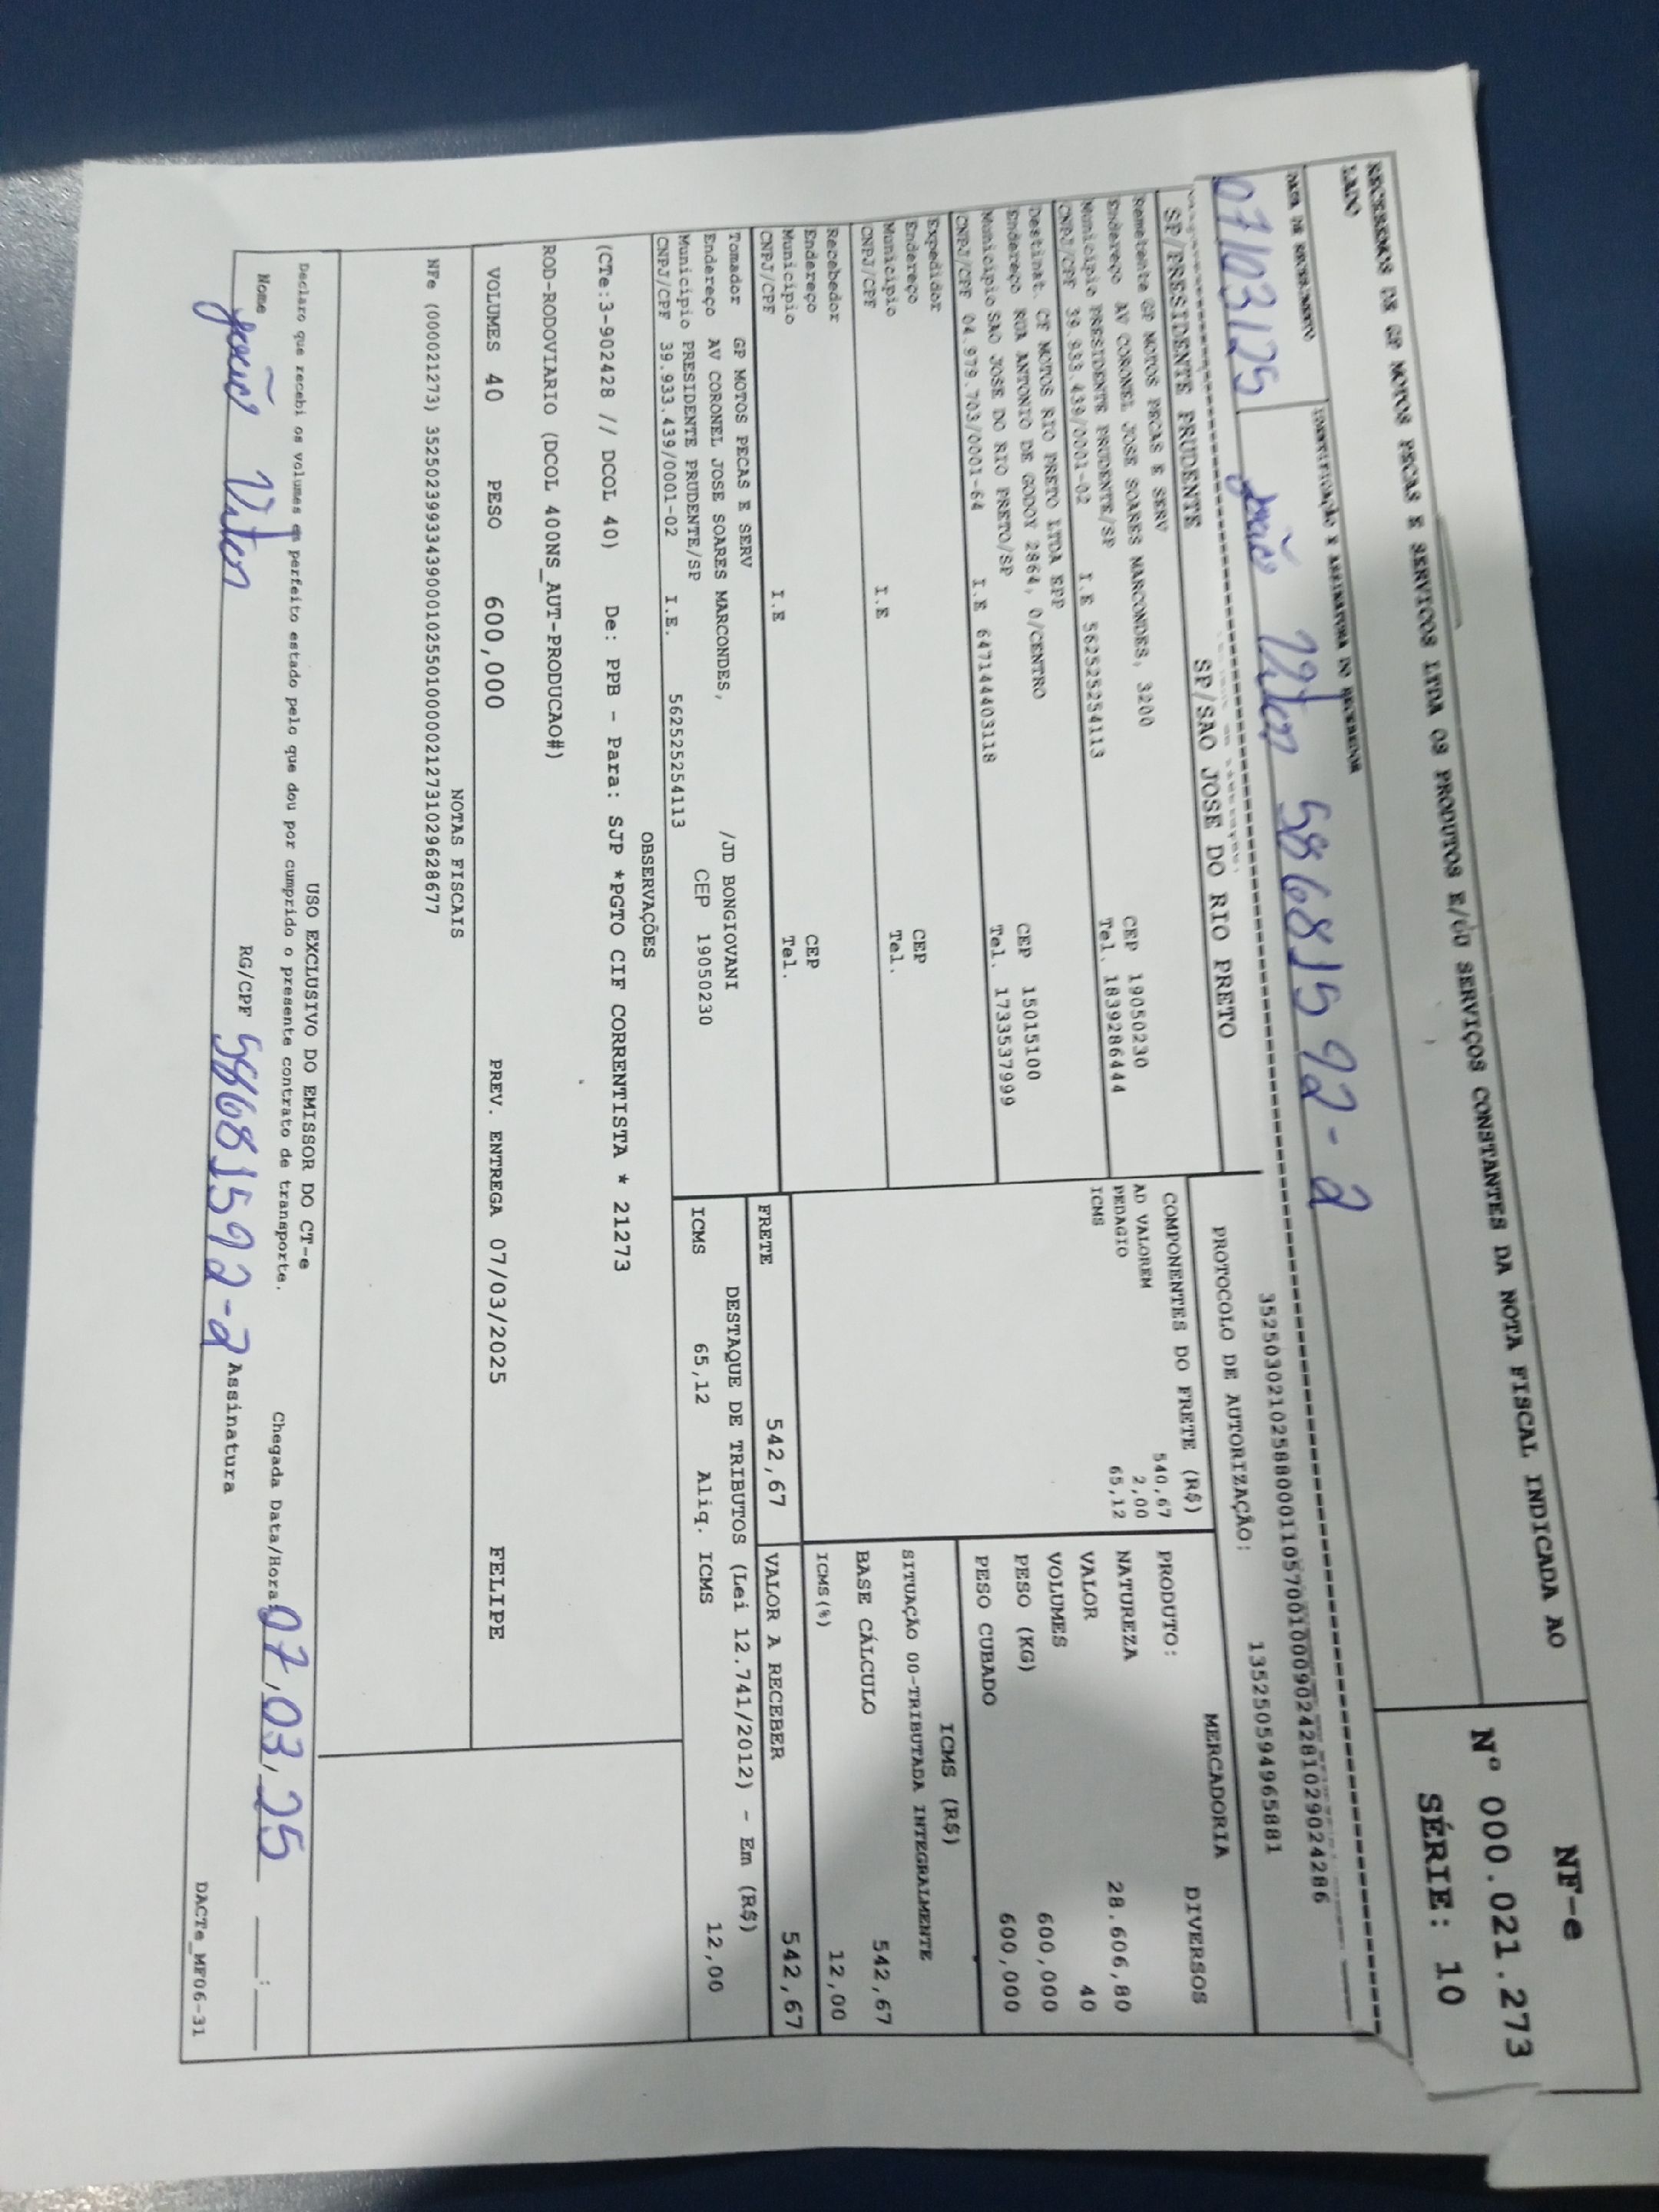 RECEBEMOS DE GP MOTOS PECAS E SERVICOS LTDA OS PRODUTOS E/OU SERVIÇOS CONSTANTES DA NOTA FISCAL INDICADA AO
LADO
NF-e
Nº 000.021.273
SÉRIE: 10
DATA DE RECEBIMENTO
IDENTIFICAÇÃO E ASSINATURA DO RECEBEDOR
07/03/25 João Vitor 58681592-2
SP/PRESIDENTE PRUDENTE SP/SAO JOSE DO RIO PRETO
35250302102588000110570010009024281029024286
PROTOCOLO DE AUTORIZAÇÃO: 135250594965881
Remetente GP MOTOS PECAS E SERV
Endereço AV CORONEL JOSE SOARES MARCONDES, 3200 CEP 19050230
Municipio PRESIDENTE PRUDENTE/SP Tel. 1839286444
CNPJ/CPF 39.933.439/0001-02 I.E 562525254113
Destinat. CF MOTOS RIO PRETO LTDA EPP
Endereço RUA ANTONIO DE GODOY 2864, 0/CENTRO CEP 15015100
Municipio SAO JOSE DO RIO PRETO/SP Tel. 1733537999
CNPJ/CPF 04.979.703/0001-64 I.E 647144403118
Expedidor
Endereço CEP
Municipio Tel.
CNPJ/CPF I.E
Recebedor
Endereço CEP
Municipio Tel.
CNPJ/CPF I.E
Tomador GP MOTOS PECAS E SERV
Endereço AV CORONEL JOSE SOARES MARCONDES, /JD BONGIOVANI
Municipio PRESIDENTE PRUDENTE/SP CEP 19050230
CNPJ/CPF 39.933.439/0001-02 I.E. 562525254113
COMPONENTES DO FRETE (R$)
AD VALOREM 540,67
PEDAGIO 2,00
ICMS 65,12
MERCADORIA
PRODUTO: DIVERSOS
NATUREZA
VALOR 28.606,80
VOLUMES 40
PESO (KG) 600,000
PESO CUBADO 600,000
ICMS (R$)
SITUAÇÃO 00-TRIBUTADA INTEGRALMENTE
BASE CÁLCULO 542,67
ICMS(%) 12,00
FRETE 542,67
VALOR A RECEBER 542,67
DESTAQUE DE TRIBUTOS (Lei 12.741/2012) - Em (R$)
ICMS 65,12 Aliq. ICMS 12,00
OBSERVAÇÕES
(CTe:3-902428 // DCOL 40) De: PPB - Para: SJP *PGTO CIF CORRENTISTA * 21273
ROD-RODOVIARIO (DCOL 400NS_AUT-PRODUCAO#)
VOLUMES 40 PESO 600,000 PREV. ENTREGA 07/03/2025 FELIPE
NOTAS FISCAIS
NFe (000021273) 35250239933439000102550100000212731029628677
USO EXCLUSIVO DO EMISSOR DO CT-e
Declaro que recebi os volumes em perfeito estado pelo que dou por cumprido o presente contrato de transporte.
Chegada Data/Hora: 07/03/25 __:__
Nome João Vitor RG/CPF 58681592-2 Assinatura
DACTe_MF06-31